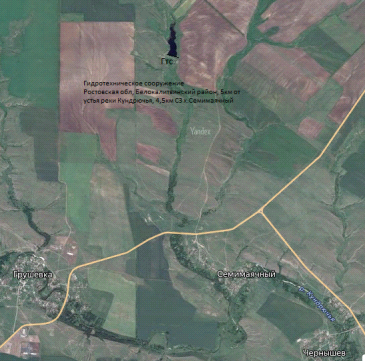 ГТС
Гидротехническое сооружение
Ростовская обл, Белокалитвенский район, 5км от
устья реки Кундрючья, 4,5км СЗ х Семимаячный
Yandex
Грушевка
Семимаячный
Чернышев